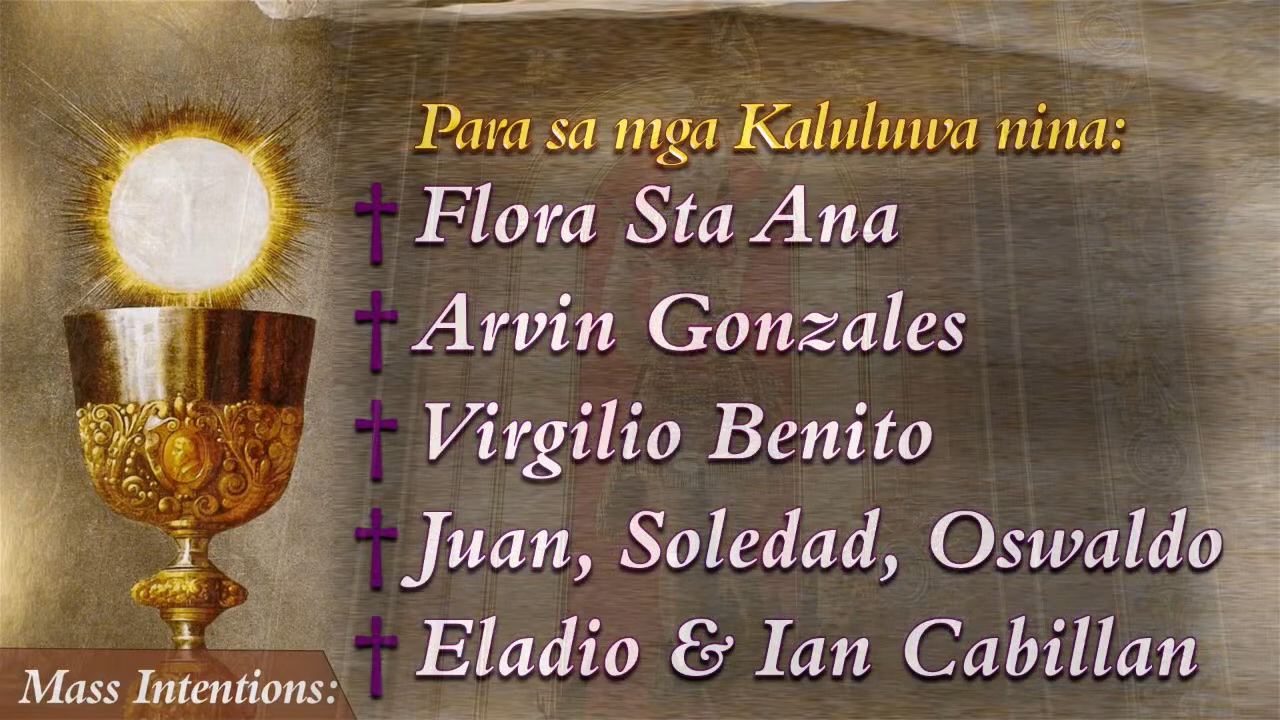 Para sa mga Kaluluwa nina:
† Flora Sta Ana
† Arvin Gonzales
† Virgilio Benito
† Juan, Soledad, Oswaldo
† Eladio & Ian Cabillan
Mass Intentions: